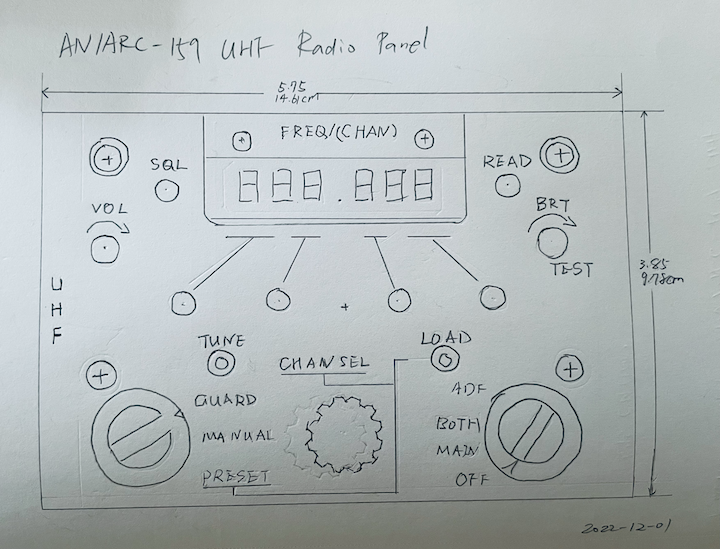 AN/ARC-159 UHF Radio Panel
5.75
14.61cm
FREQ/(CHAN)
SQL
READ
888.888
VOL
BRT
TEST
3.85
9.78cm
UHF
TUNE
LOAD
CHAN SEL
GUARD
ADF
MANUAL
BOTH
MAIN
PRESET
OFF
2022-12-01